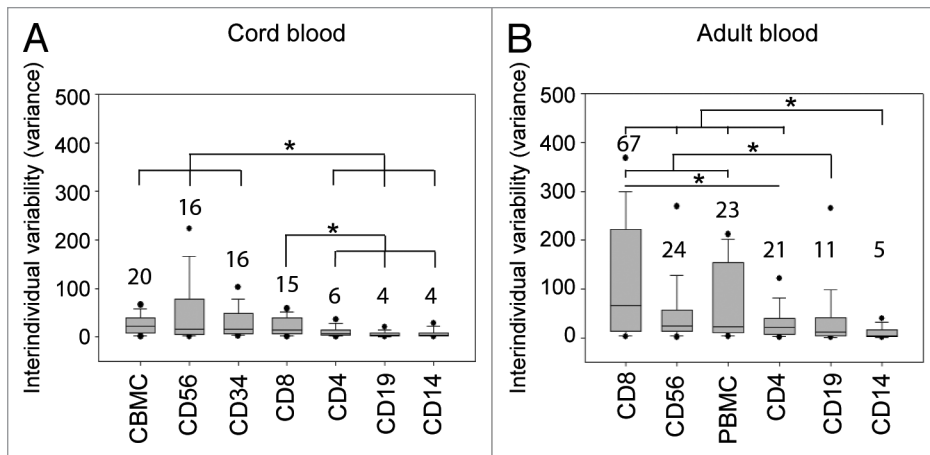 A
Cord blood
Interindividual variability (variance)
500
400
300
200
100
0
*
*
20
16
16
15
6
4
4
CBMC
CD56
CD34
CD8
CD4
CD19
CD14
B
Adult blood
Interindividual variability (variance)
500
400
300
200
100
0
*
*
*
67
24
23
21
11
5
CD8
CD56
PBMC
CD4
CD19
CD14